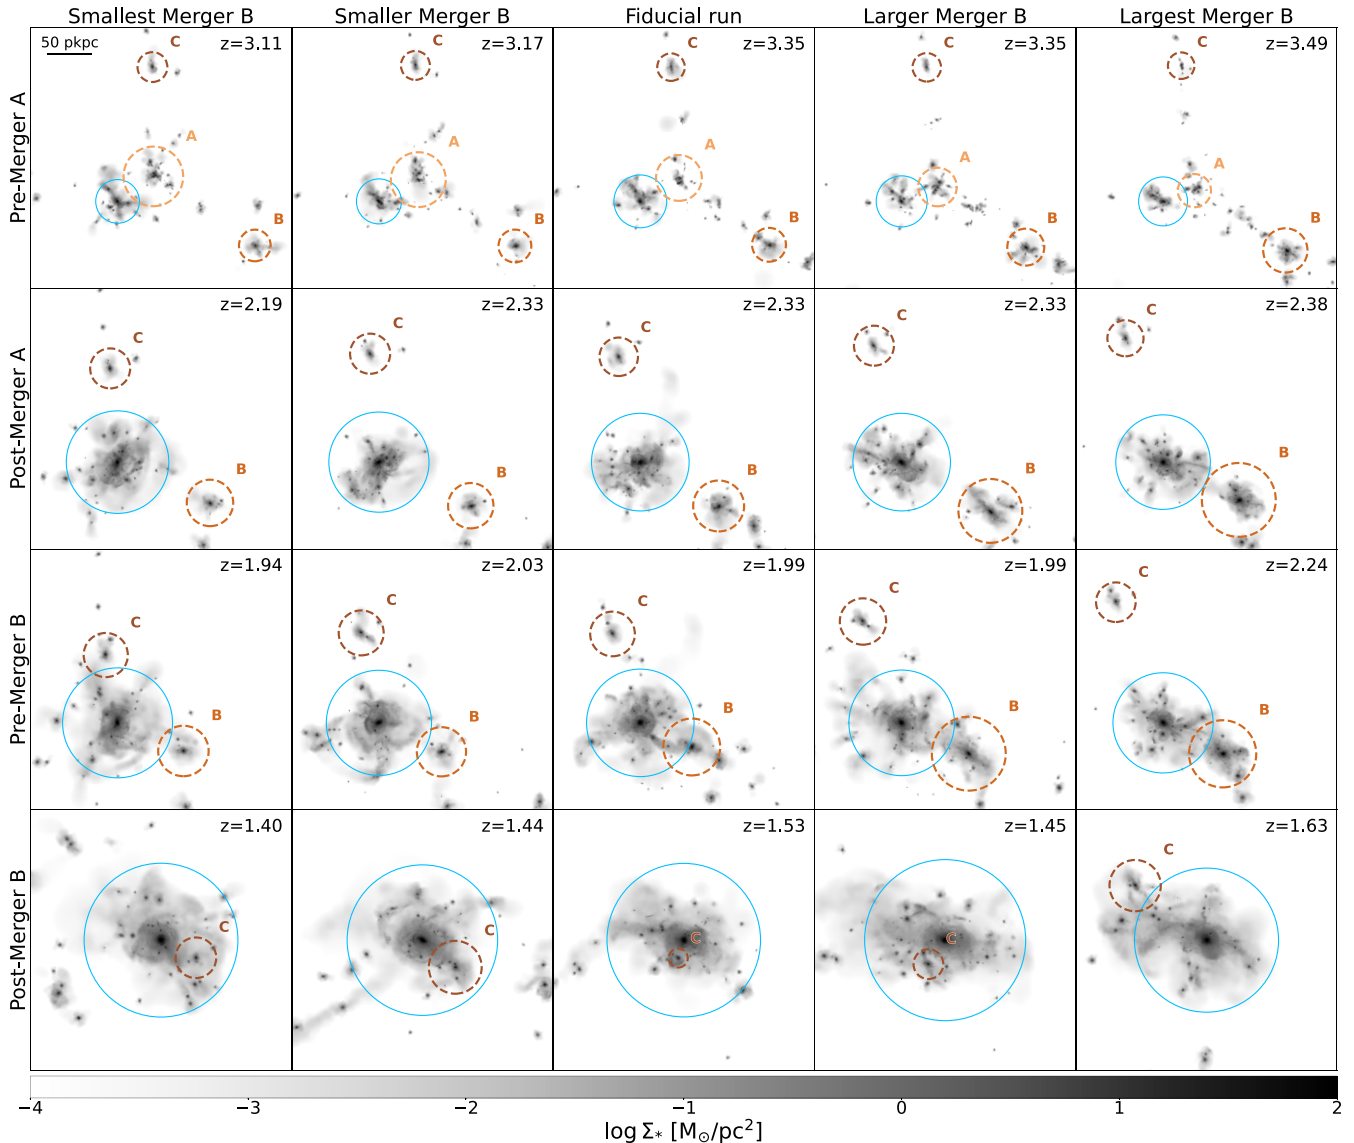 Smallest Merger B Smaller Merger B Fiducial run Larger Merger B Largest Merger B
Pre-Merger A
50 pkpc C z=3.11 C z=3.17 C z=3.35 C z=3.35 C z=3.49
A A A A A
B B B B B
Post-Merger A
z=2.19 z=2.33 z=2.33 z=2.33 z=2.38
C C C C C
B B B B B
Pre-Merger B
z=1.94 z=2.03 z=1.99 z=1.99 z=2.24
C C C C C
B B B B B
Post-Merger B
z=1.40 z=1.44 z=1.53 z=1.45 z=1.63
C C C C C
−4 −3 −2 −1 0 1 2
log Σ* [M⊙/pc²]